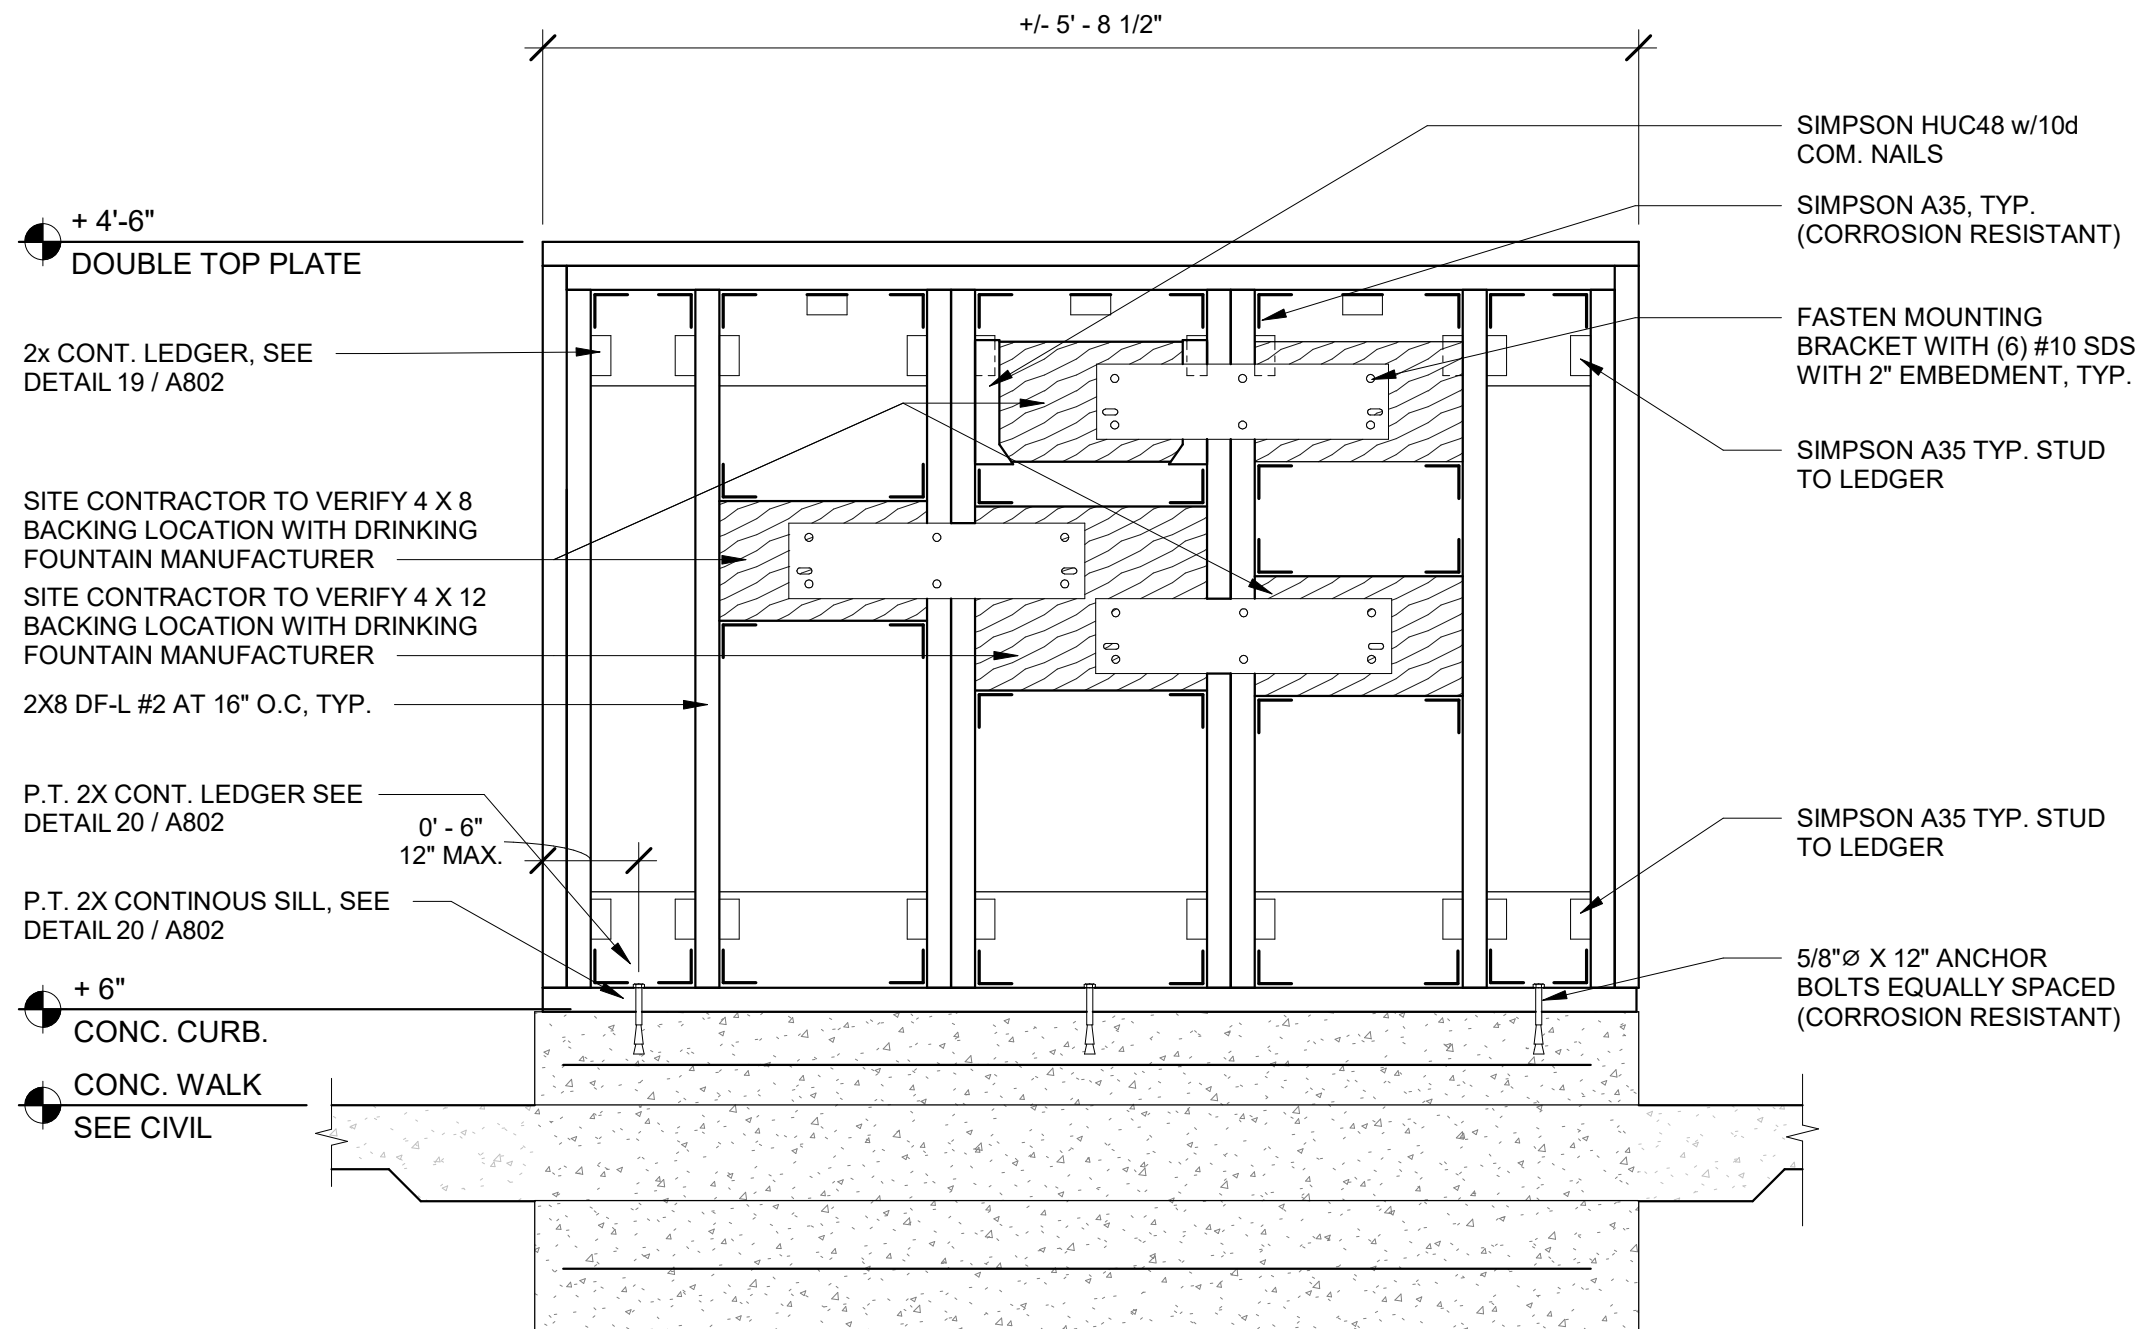 +/- 5' - 8 1/2"
+ 4'-6"
DOUBLE TOP PLATE
2x CONT. LEDGER, SEE
DETAIL 19 / A802
SITE CONTRACTOR TO VERIFY 4 X 8
BACKING LOCATION WITH DRINKING
FOUNTAIN MANUFACTURER
SITE CONTRACTOR TO VERIFY 4 X 12
BACKING LOCATION WITH DRINKING
FOUNTAIN MANUFACTURER
2X8 DF-L #2 AT 16" O.C, TYP.
P.T. 2X CONT. LEDGER SEE
DETAIL 20 / A802
0' - 6"
12" MAX.
P.T. 2X CONTINOUS SILL, SEE
DETAIL 20 / A802
+ 6"
CONC. CURB.
CONC. WALK
SEE CIVIL
SIMPSON HUC48 w/10d
COM. NAILS
SIMPSON A35, TYP.
(CORROSION RESISTANT)
FASTEN MOUNTING
BRACKET WITH (6) #10 SDS
WITH 2" EMBEDMENT, TYP.
SIMPSON A35 TYP. STUD
TO LEDGER
SIMPSON A35 TYP. STUD
TO LEDGER
5/8"⌀ X 12" ANCHOR
BOLTS EQUALLY SPACED
(CORROSION RESISTANT)